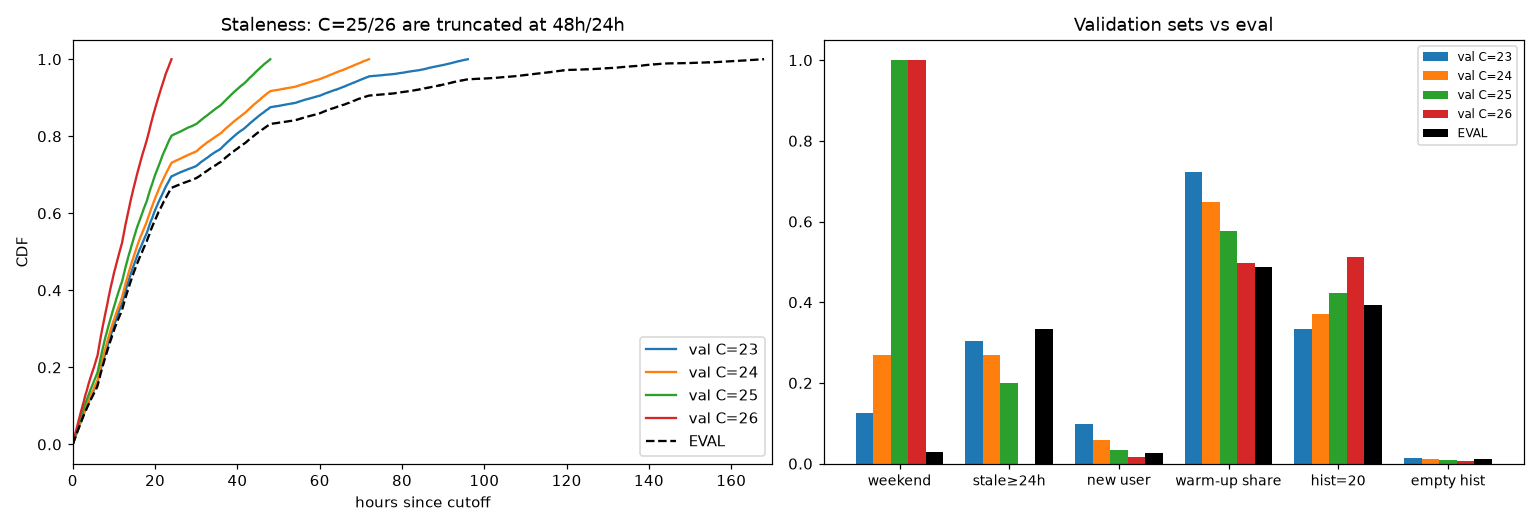 Staleness: C=25/26 are truncated at 48h/24h
CDF
1.0
0.8
0.6
0.4
0.2
0.0
0 20 40 60 80 100 120 140 160
hours since cutoff
val C=23
val C=24
val C=25
val C=26
EVAL
Validation sets vs eval
1.0
0.8
0.6
0.4
0.2
0.0
weekend stale≥24h new user warm-up share hist=20 empty hist
val C=23
val C=24
val C=25
val C=26
EVAL